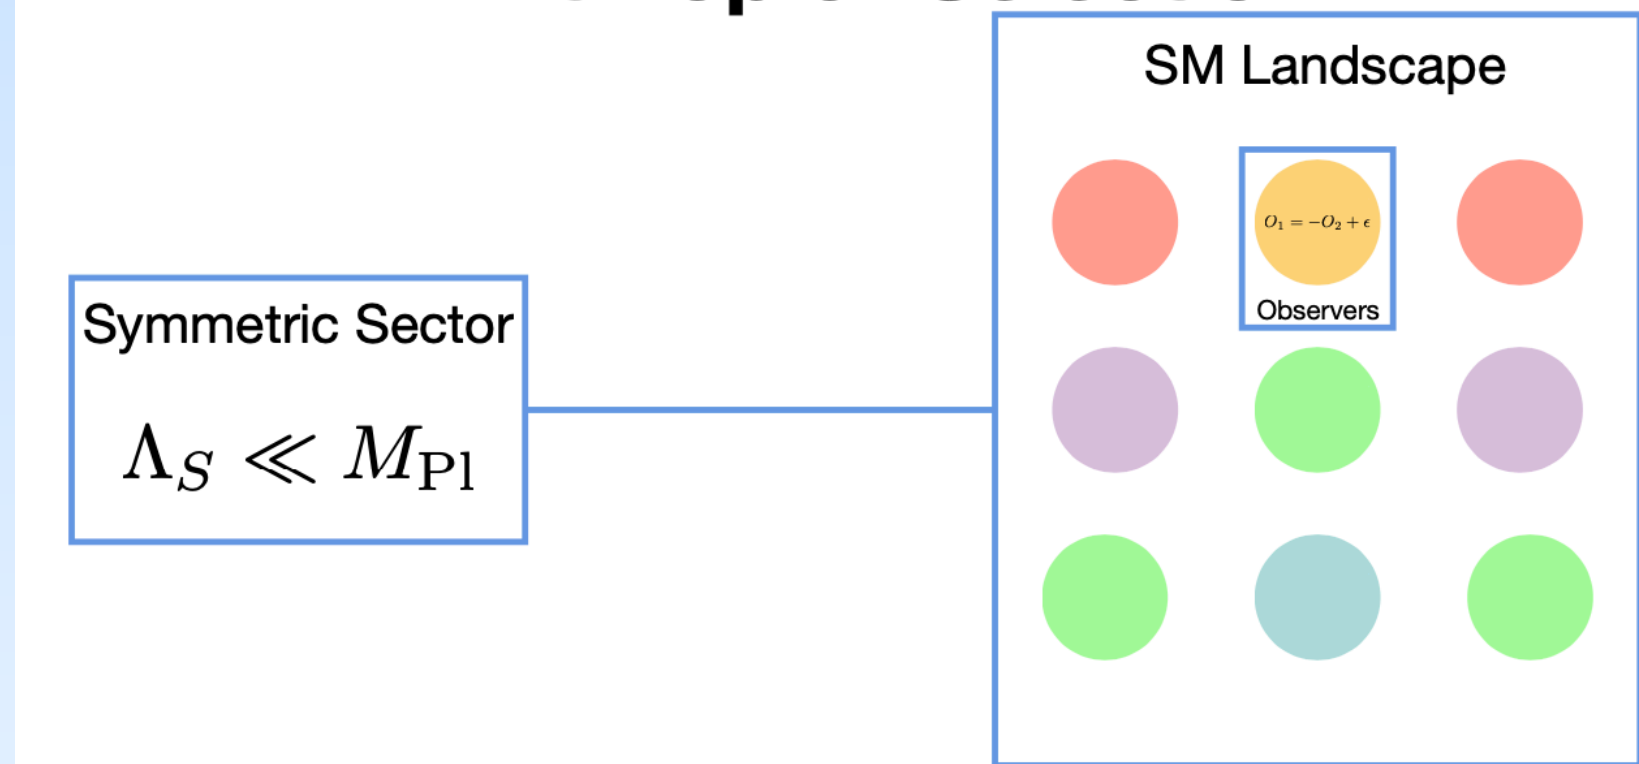 SM Landscape
O₁ = −O₂ + ϵ
Observers
Symmetric Sector
Λ_S ≪ M_Pl